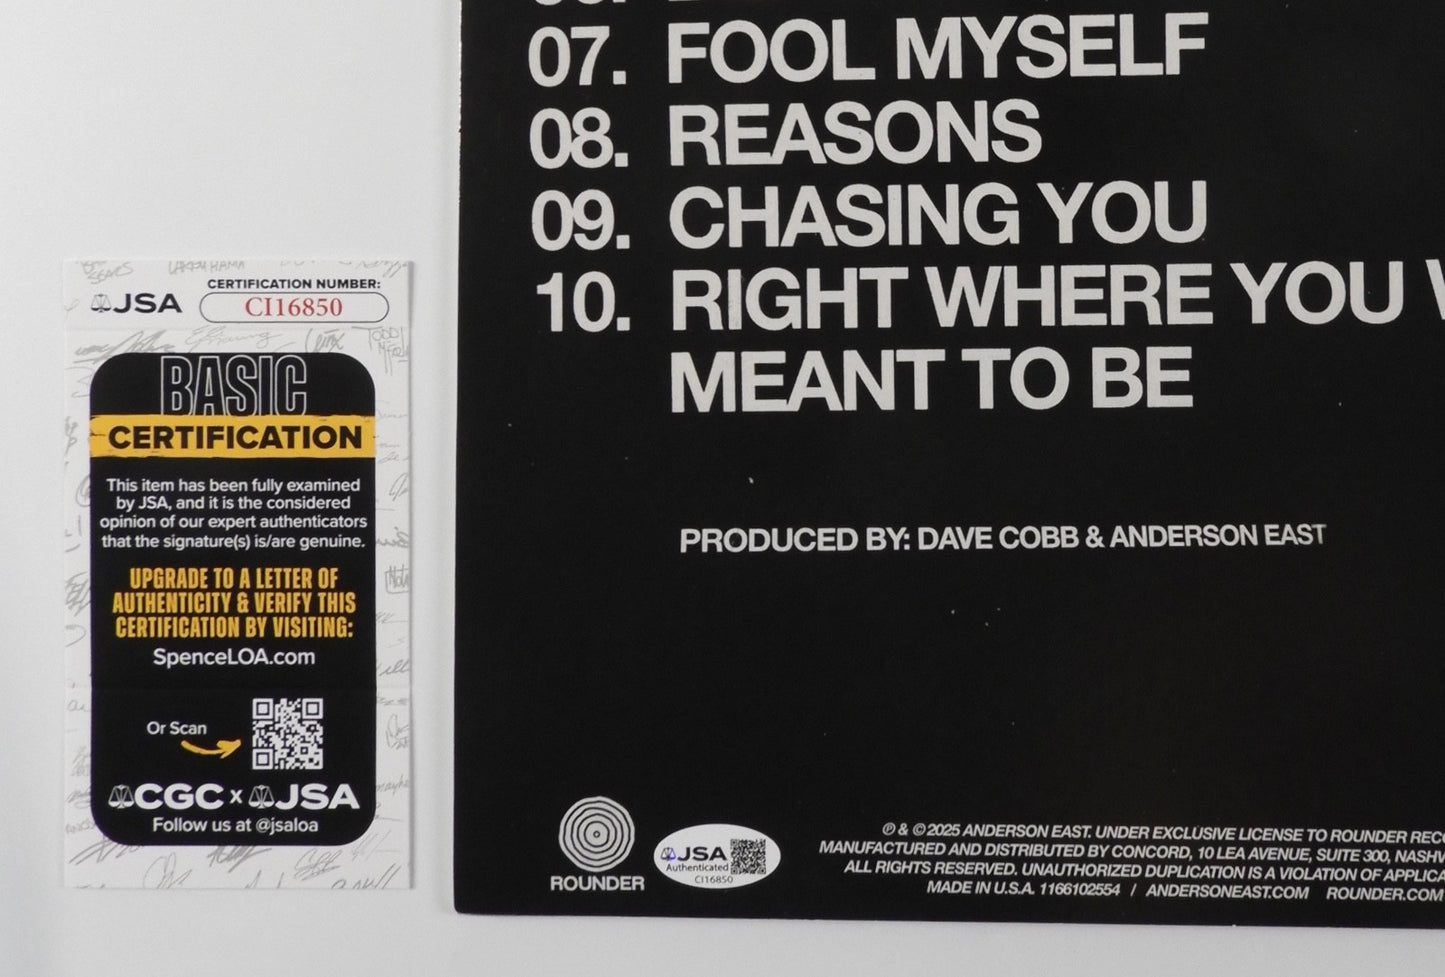 07. FOOL MYSELF
08. REASONS
09. CHASING YOU
10. RIGHT WHERE YOU
MEANT TO BE
PRODUCED BY: DAVE COBB & ANDERSON EAST
ROUNDER
JSA
Authenticated
CI16850
℗ & © 2025 ANDERSON EAST. UNDER EXCLUSIVE LICENSE TO ROUNDER
MANUFACTURED AND DISTRIBUTED BY CONCORD, 10 LEA AVENUE, SUITE 300,
ALL RIGHTS RESERVED. UNAUTHORIZED DUPLICATION IS A VIOLATION OF
MADE IN U.S.A. 1166102554 / ANDERSONEAST.COM ROUNDER.COM
JSA
CERTIFICATION NUMBER:
CI16850
BASIC
CERTIFICATION
This item has been fully examined
by JSA, and it is the considered
opinion of our expert authenticators
that the signature(s) is/are genuine.
UPGRADE TO A LETTER OF
AUTHENTICITY & VERIFY THIS
CERTIFICATION BY VISITING:
SpenceLOA.com
Or Scan
CGC x JSA
Follow us at @jsaloa